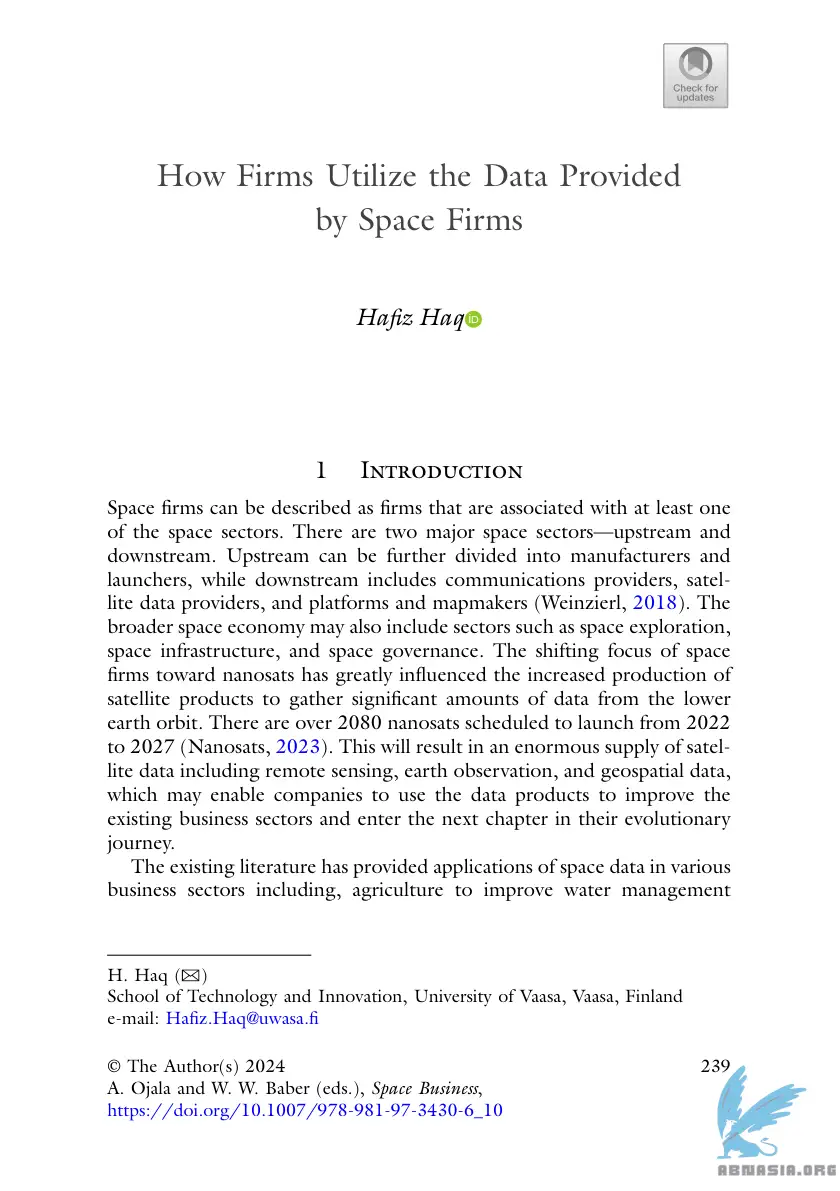 Check for
updates
How Firms Utilize the Data Provided
by Space Firms
Hafiz Haq
iD
1 Introduction
Space firms can be described as firms that are associated with at least one
of the space sectors. There are two major space sectors—upstream and
downstream. Upstream can be further divided into manufacturers and
launchers, while downstream includes communications providers, satel-
lite data providers, and platforms and mapmakers (Weinzierl, 2018). The
broader space economy may also include sectors such as space exploration,
space infrastructure, and space governance. The shifting focus of space
firms toward nanosats has greatly influenced the increased production of
satellite products to gather significant amounts of data from the lower
earth orbit. There are over 2080 nanosats scheduled to launch from 2022
to 2027 (Nanosats, 2023). This will result in an enormous supply of satel-
lite data including remote sensing, earth observation, and geospatial data,
which may enable companies to use the data products to improve the
existing business sectors and enter the next chapter in their evolutionary
journey.
The existing literature has provided applications of space data in various
business sectors including, agriculture to improve water management
H. Haq (✉)
School of Technology and Innovation, University of Vaasa, Vaasa, Finland
e-mail: Hafiz.Haq@uwasa.fi
© The Author(s) 2024 239
A. Ojala and W. W. Baber (eds.), Space Business,
https://doi.org/10.1007/978-981-97-3430-6_10
ABNASIA.ORG